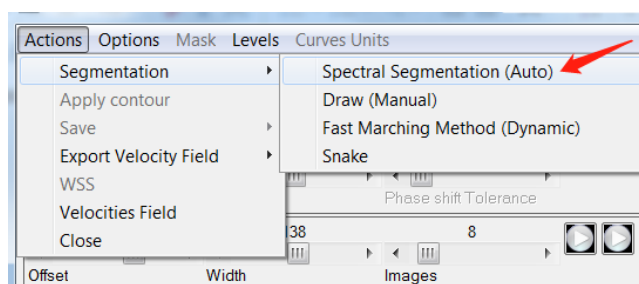 Actions Options Mask Levels Curves Units
Segmentation
Spectral Segmentation (Auto)
Apply contour
Draw (Manual)
Save
Fast Marching Method (Dynamic)
Export Velocity Field
Snake
WSS
Phase shift Tolerance
Velocities Field
Close
138
8
Offset
Width
Images